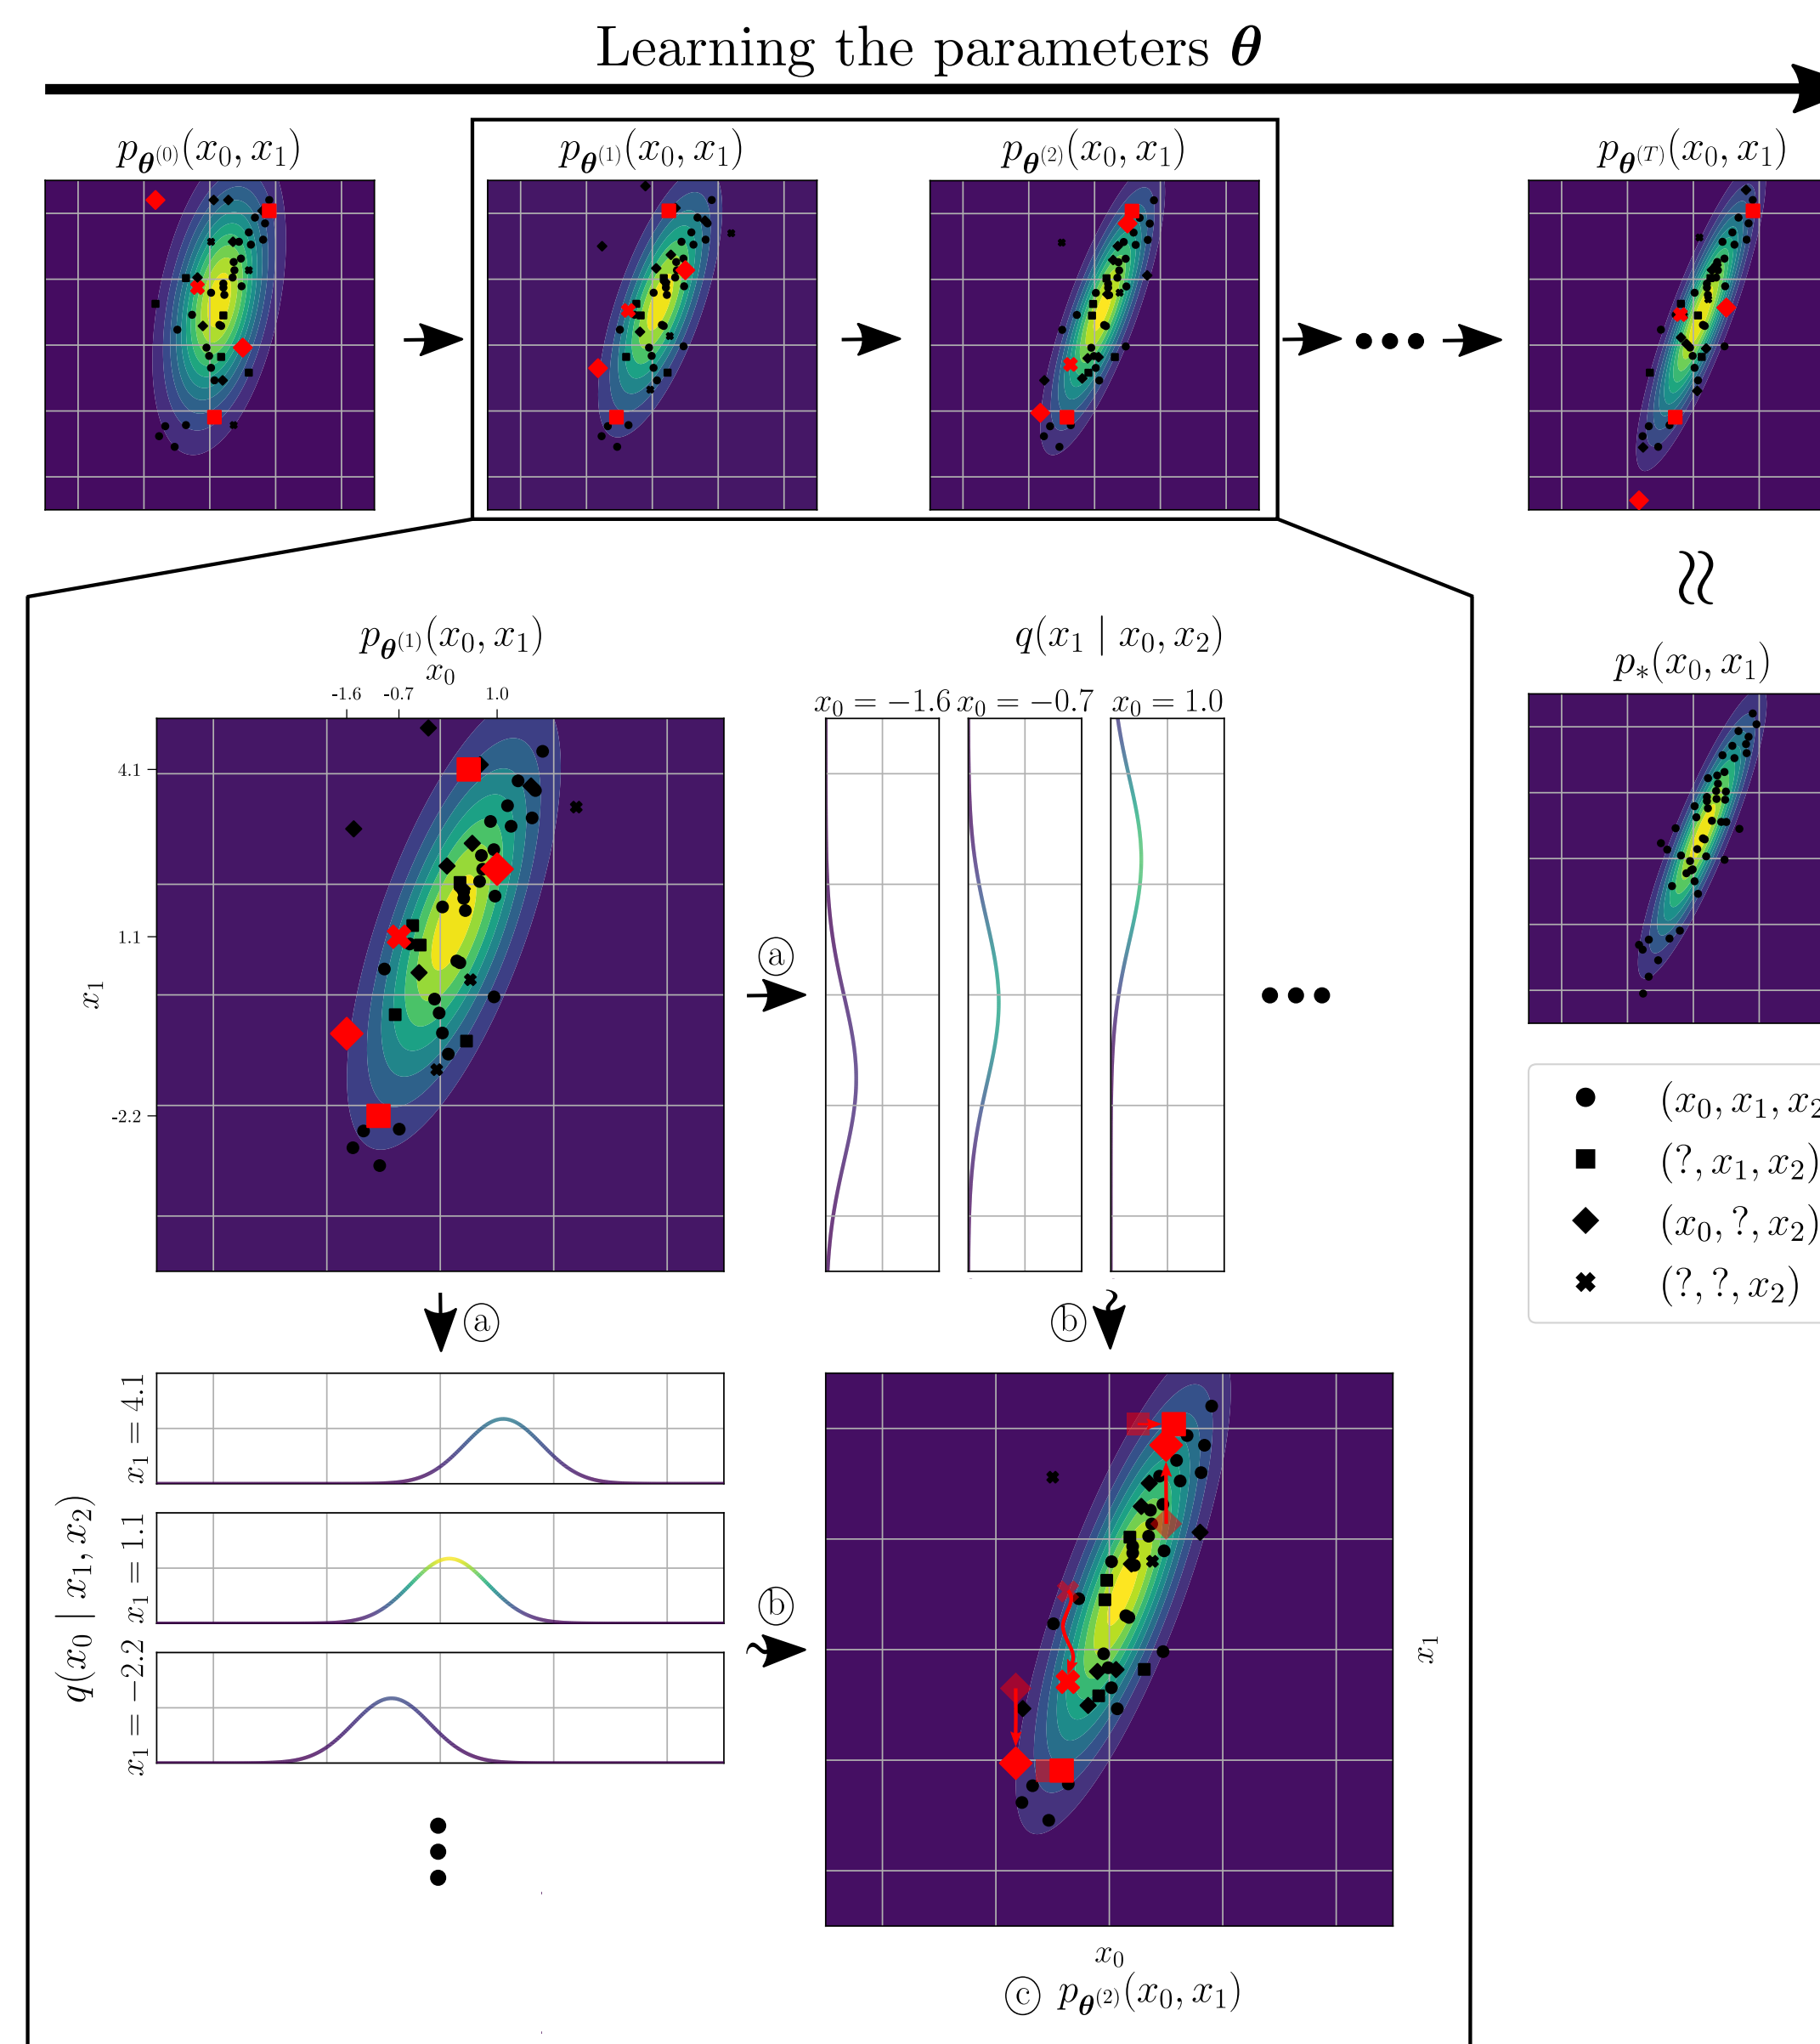 Learning the parameters θ
p_θ(0)(x₀, x₁)
p_θ(1)(x₀, x₁)
p_θ(2)(x₀, x₁)
p_θ(T)(x₀, x₁)
p_θ(1)(x₀, x₁)
x₀
-1.6 -0.7 1.0
4.1
1.1
-2.2
x₁
q(x₁ | x₀, x₂)
x₀ = −1.6
x₀ = −0.7
x₀ = 1.0
ⓐ
p_*(x₀, x₁)
(x₀, x₁, x₂
(?, x₁, x₂)
(x₀, ?, x₂)
(?, ?, x₂)
ⓐ
ⓑ
q(x₀ | x₁, x₂)
x₁ = 4.1
x₁ = 1.1
x₁ = −2.2
ⓑ
x₁
x₀
ⓒ p_θ(2)(x₀, x₁)